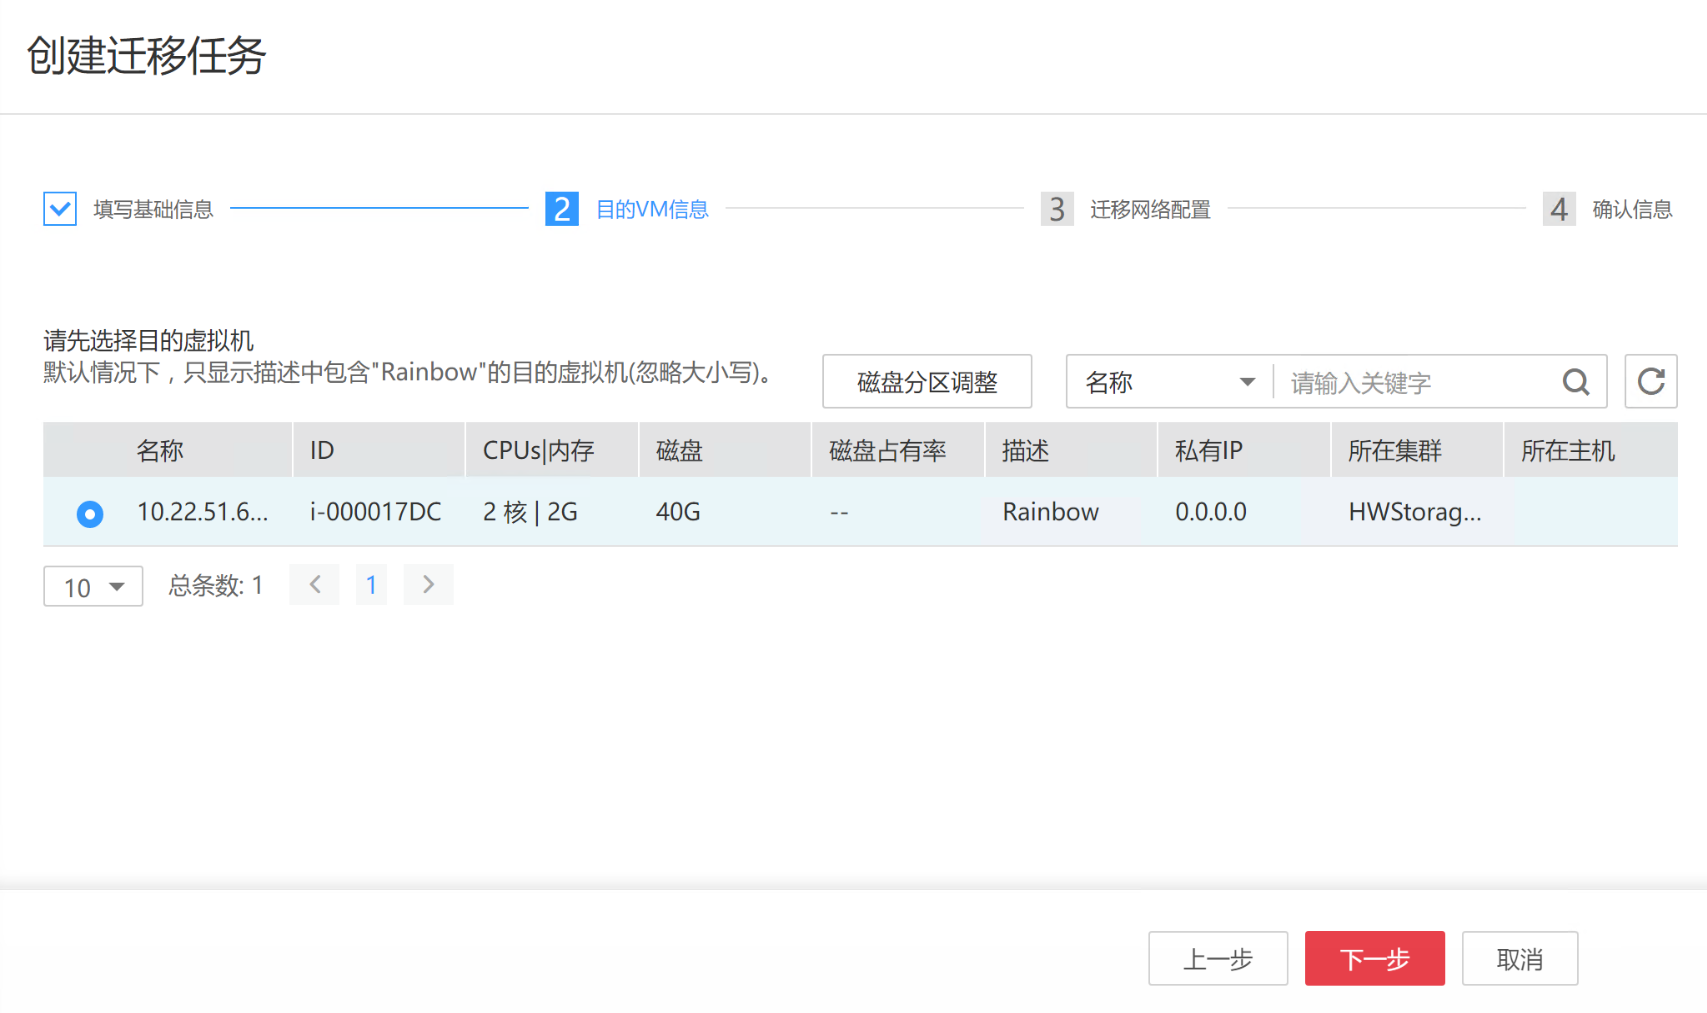 创建迁移任务
填写基础信息
2 目的VM信息
3 迁移网络配置
4 确认信息
请先选择目的虚拟机
默认情况下，只显示描述中包含"Rainbow"的目的虚拟机(忽略大小写)。
磁盘分区调整
名称 请输入关键字
名称 ID CPUs|内存 磁盘 磁盘占有率 描述 私有IP 所在集群 所在主机
10.22.51.6... i-000017DC 2 核 | 2G 40G -- Rainbow 0.0.0.0 HWStorag...
10 总条数: 1 < 1 >
上一步 下一步 取消